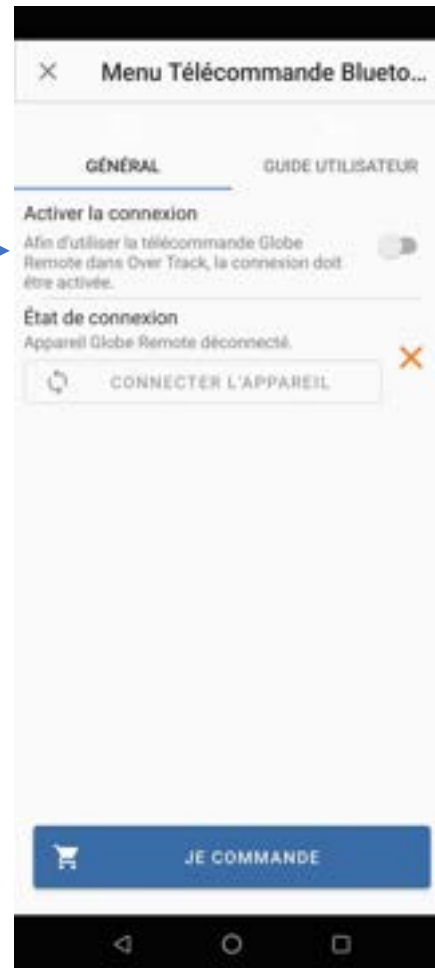 Menu Télécommande Blueto...
GÉNÉRAL
GUIDE UTILISATEUR
Activer la connexion
Afin d'utiliser la télécommande Globe
Remote dans Over Track, la connexion doit
être activée.
État de connexion
Appareil Globe Remote déconnecté.
CONNECTER L'APPAREIL
JE COMMANDE